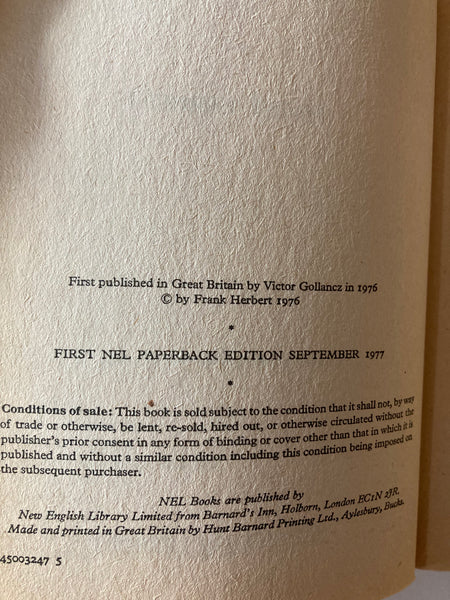 First published in Great Britain by Victor Gollancz in 1976
© by Frank Herbert 1976
*
FIRST NEL PAPERBACK EDITION SEPTEMBER 1977
*
Conditions of sale: This book is sold subject to the condition that it shall not, by way
of trade or otherwise, be lent, re-sold, hired out, or otherwise circulated without the
publisher's prior consent in any form of binding or cover other than that in which it is
published and without a similar condition including this condition being imposed on
the subsequent purchaser.
NEL Books are published by
New English Library Limited from Barnard's Inn, Holborn, London EC1N 2JR.
Made and printed in Great Britain by Hunt Barnard Printing Ltd., Aylesbury, Bucks.
45003247 5